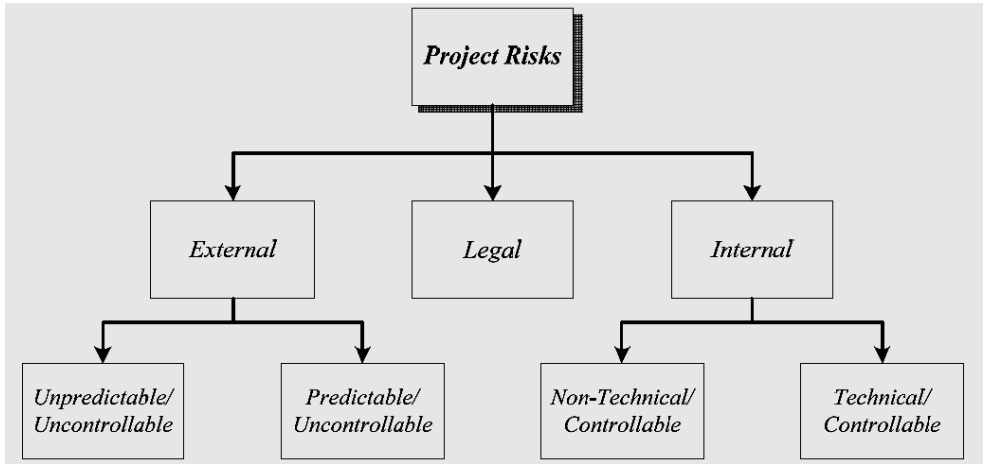 Project Risks
External
Legal
Internal
Unpredictable/
Uncontrollable
Predictable/
Uncontrollable
Non-Technical/
Controllable
Technical/
Controllable